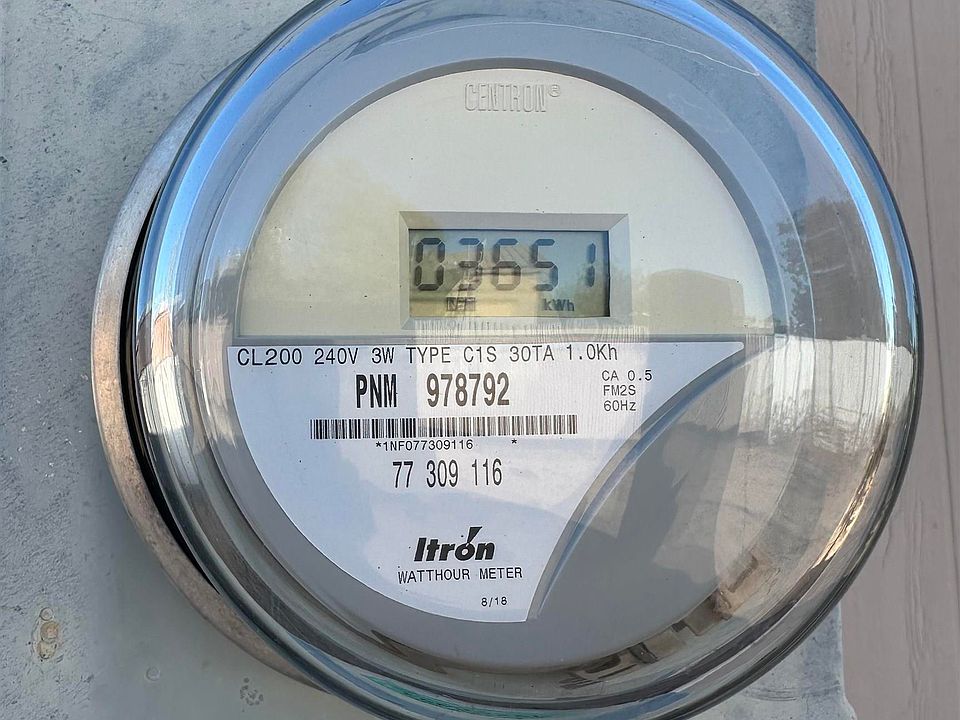 CENTRON®
03651
kWh
CL200 240V 3W TYPE C1S 30TA 1.0Kh
PNM 978792
CA 0.5
FM2S
60Hz
*1NF077309116 *
77 309 116
Itron
WATTHOUR METER
8/18